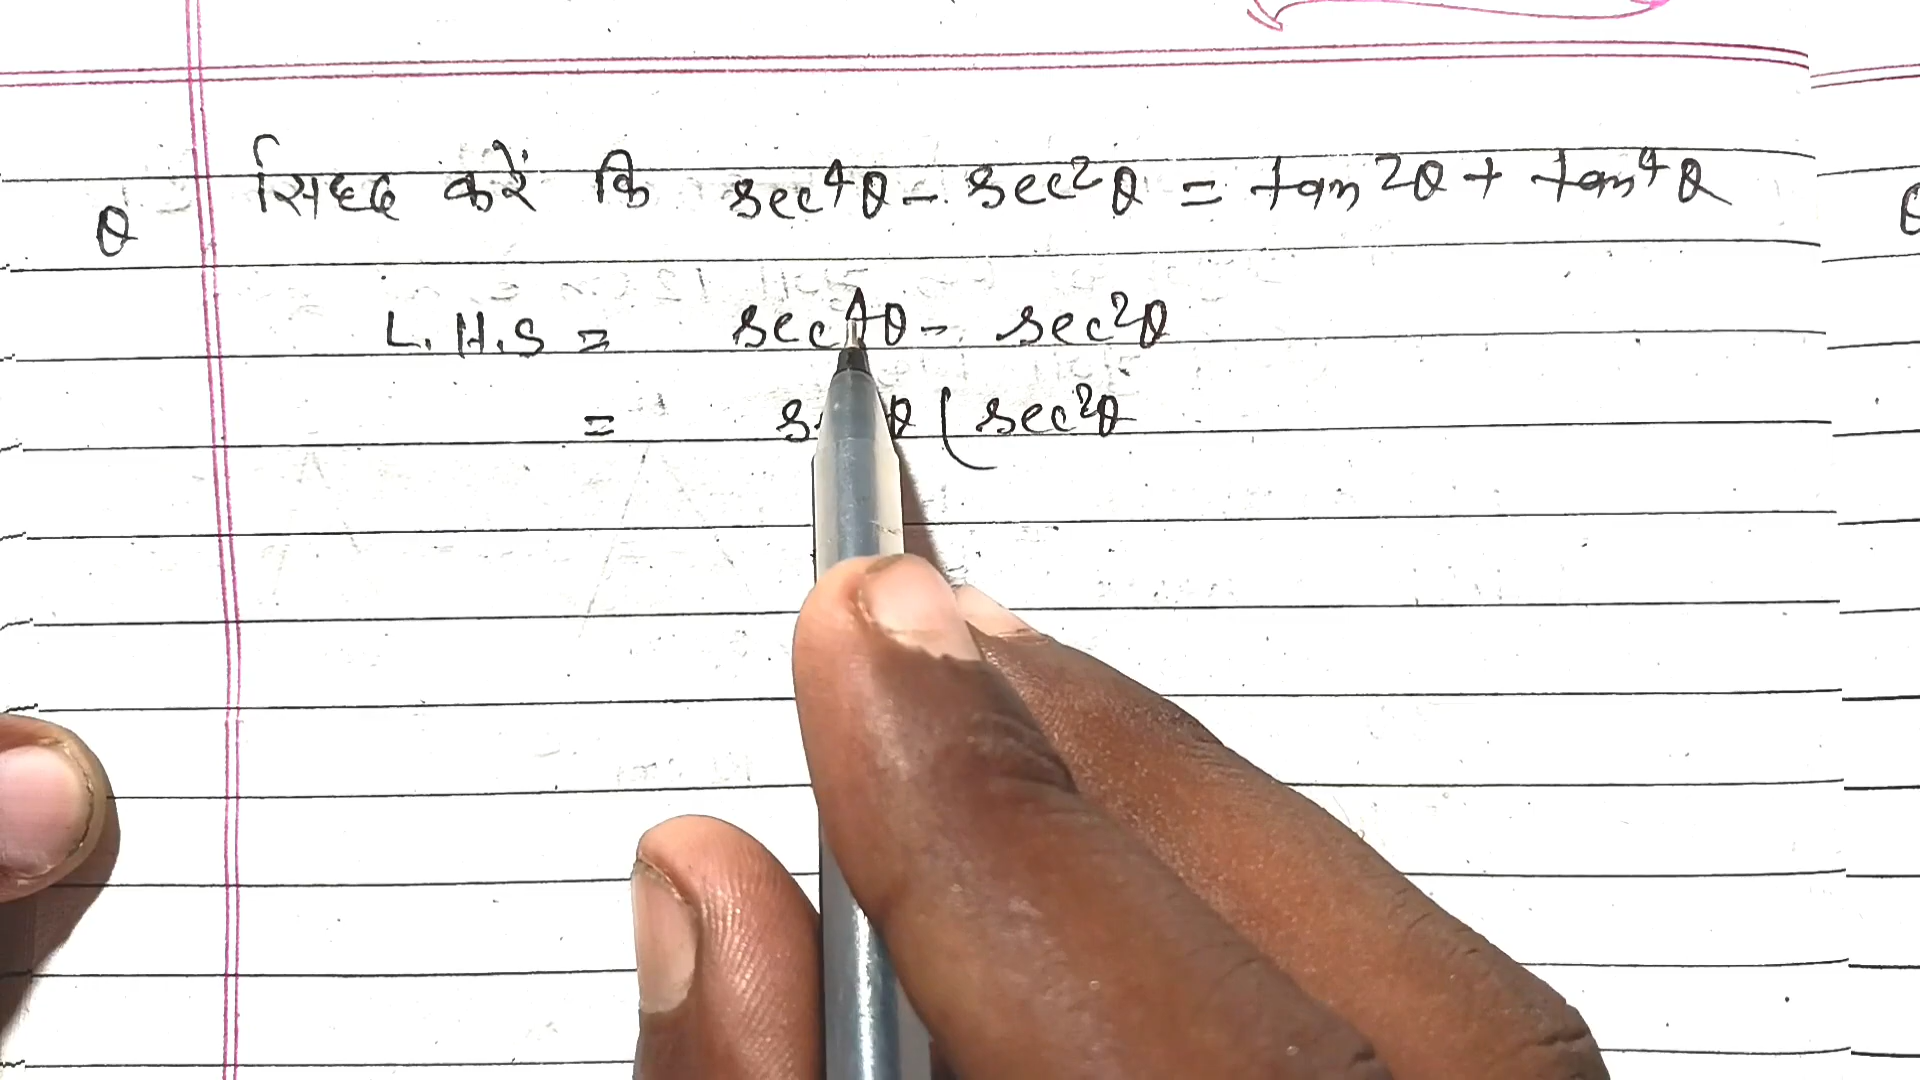 Q सिद्ध करें कि sec⁴θ - sec²θ = tan²θ + tan⁴θ
L.H.S = sec⁴θ - sec²θ
= θ ( sec²θ